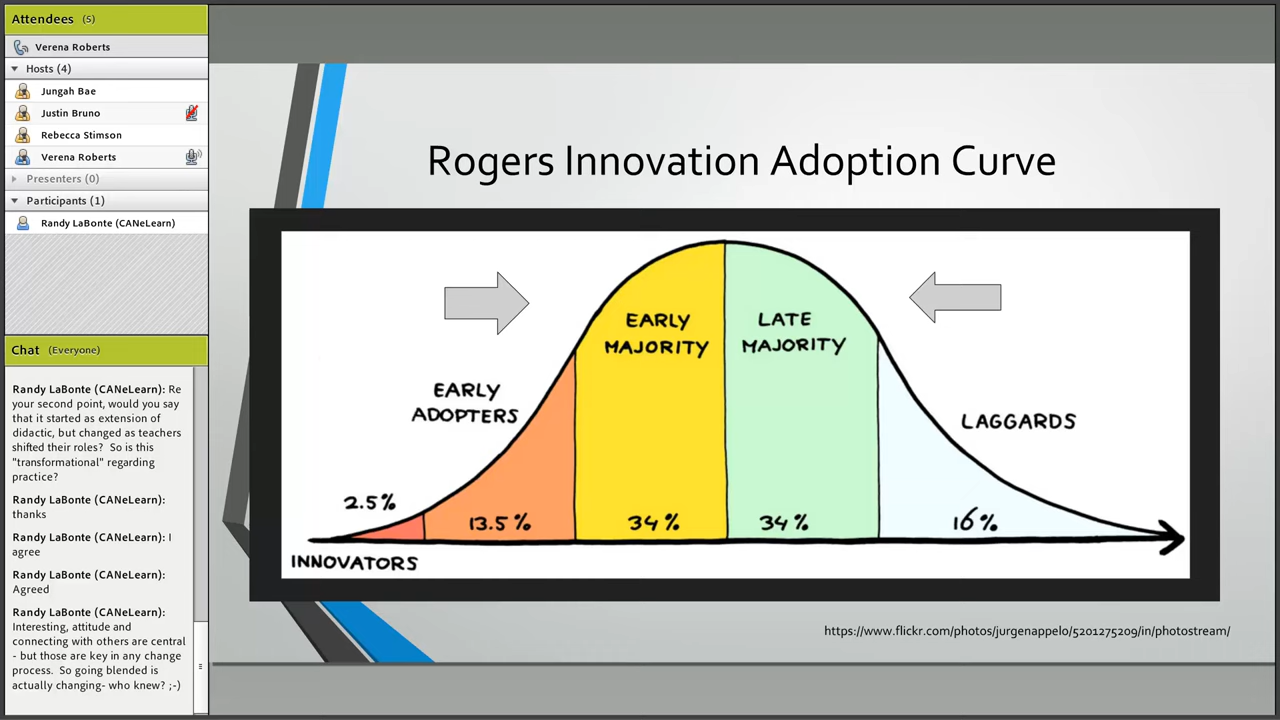 Attendees (5)
Verena Roberts
Hosts (4)
Jungah Bae
Justin Bruno
Rebecca Stimson
Verena Roberts
Presenters (0)
Participants (1)
Randy LaBonte (CANeLearn)
Chat (Everyone)
Randy LaBonte (CANeLearn): Re
your second point, would you say
that it started as extension of
didactic, but changed as teachers
shifted their roles? So is this
"transformational" regarding
practice?
Randy LaBonte (CANeLearn):
thanks
Randy LaBonte (CANeLearn): I
agree
Randy LaBonte (CANeLearn):
Agreed
Randy LaBonte (CANeLearn):
Interesting, attitude and
connecting with others are central
- but those are key in any change
process. So going blended is
actually changing- who knew? ;-)
Rogers Innovation Adoption Curve
EARLY
MAJORITY
LATE
MAJORITY
EARLY
ADOPTERS
LAGGARDS
2.5%
13.5%
34%
34%
16%
INNOVATORS
https://www.flickr.com/photos/jurgenappelo/5201275209/in/photostream/